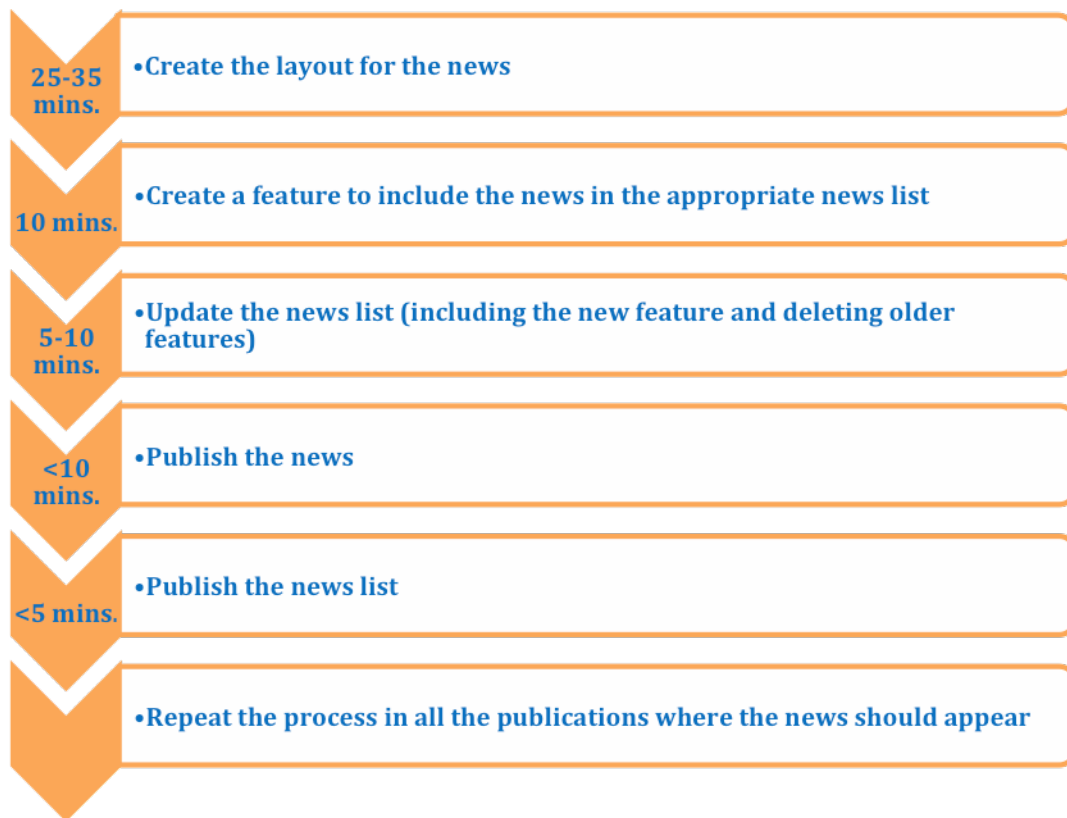 25-35
mins.
•Create the layout for the news
10 mins.
•Create a feature to include the news in the appropriate news list
5-10
mins.
•Update the news list (including the new feature and deleting older
features)
<10
mins.
•Publish the news
<5 mins.
•Publish the news list
•Repeat the process in all the publications where the news should appear